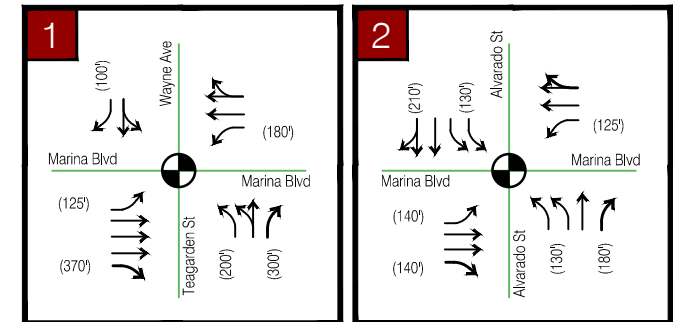 1
Wayne Ave
(100')
(180')
Marina Blvd
Marina Blvd
(125')
(370')
Teagarden St
(200')
(300')
2
Alvarado St
(210')
(130')
(125')
Marina Blvd
Marina Blvd
(140')
(140')
Alvarado St
(130')
(180')